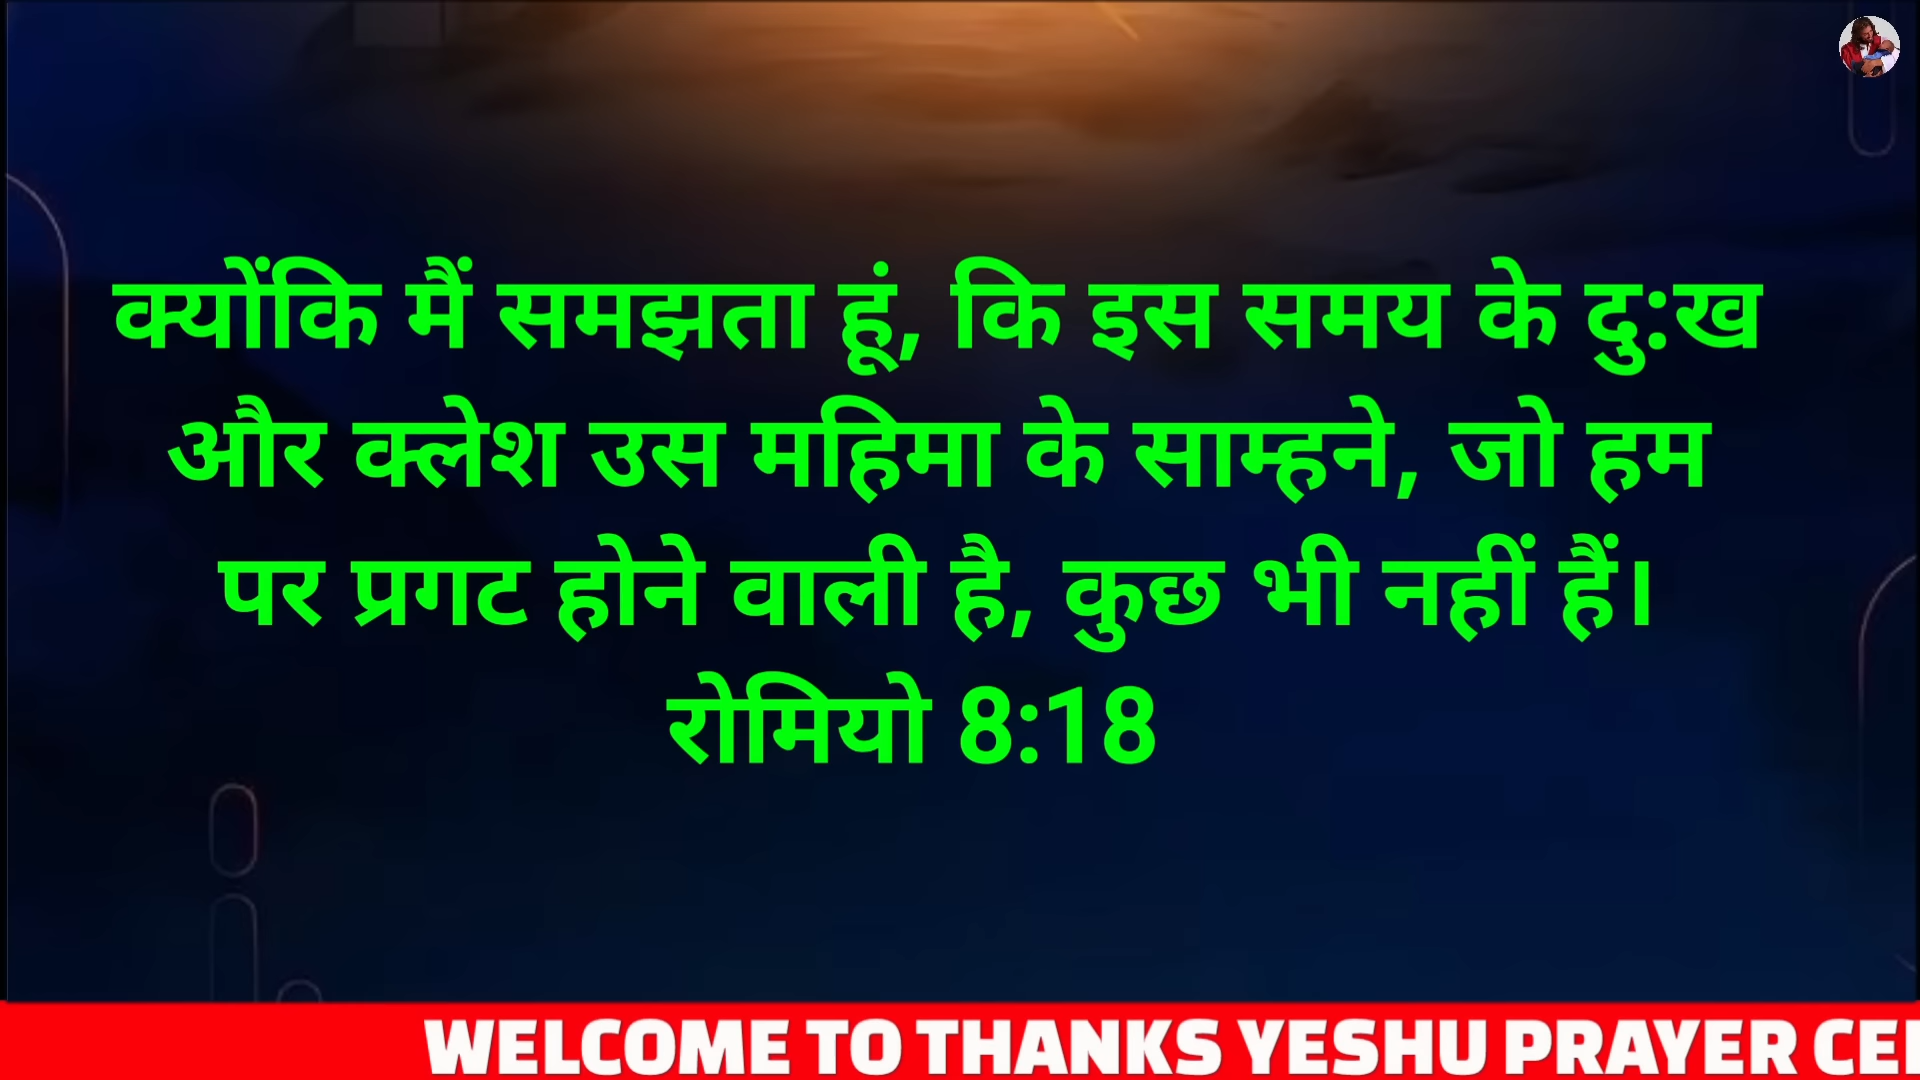 क्योंकि मैं समझता हूं, कि इस समय के दु:ख
और क्लेश उस महिमा के साम्हने, जो हम
पर प्रगट होने वाली है, कुछ भी नहीं हैं।
रोमियो 8:18
WELCOME TO THANKS YESHU PRAYER CE